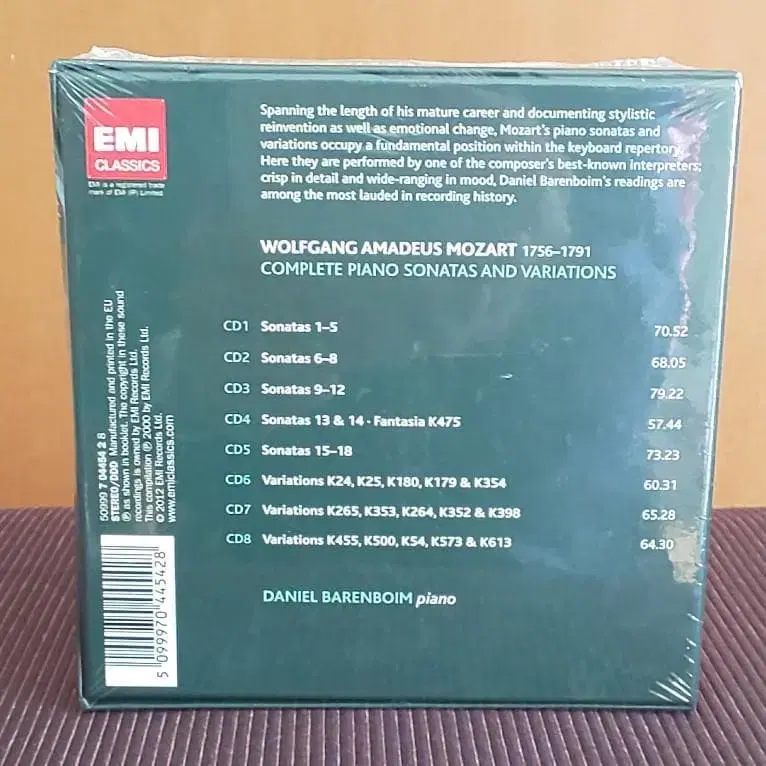 EMI
CLASSICS
EMI is a registered trade
mark of EMI (IP) Limited
Spanning the length of his mature career and documenting stylistic
reinvention as well as emotional change, Mozart's piano sonatas and
variations occupy a fundamental position within the keyboard repertory.
Here they are performed by one of the composer's best-known interpreters;
crisp in detail and wide-ranging in mood, Daniel Barenboim's readings are
among the most lauded in recording history.
WOLFGANG AMADEUS MOZART 1756–1791
COMPLETE PIANO SONATAS AND VARIATIONS
CD1 Sonatas 1–5 70.52
CD2 Sonatas 6–8 68.05
CD3 Sonatas 9–12 79.22
CD4 Sonatas 13 & 14 · Fantasia K475 57.44
CD5 Sonatas 15–18 73.23
CD6 Variations K24, K25, K180, K179 & K354 60.31
CD7 Variations K265, K353, K264, K352 & K398 65.28
CD8 Variations K455, K500, K54, K573 & K613 64.30
DANIEL BARENBOIM piano
50999 7 04454 2 8
STEREO/DDD Manufactured and printed in the EU
℗ as shown in booklet. The copyright in these sound
recordings is owned by EMI Records Ltd.
This compilation ℗ 2000 by EMI Records Ltd.
© 2012 EMI Records Ltd.
www.emiclassics.com
5 099970 445428